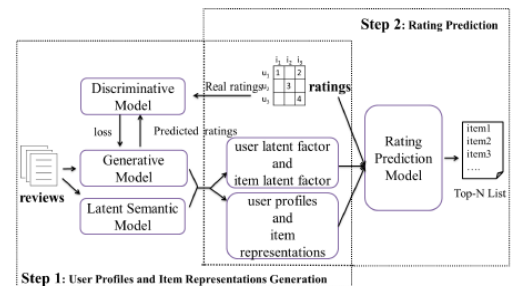 Step 2: Rating Prediction
i1 i2 i3
u1 1 2
u2 3
u3 4
Real ratings
ratings
Discriminative
Model
loss
Predicted ratings
Generative
Model
reviews
Latent Semantic
Model
user latent factor
and
item latent factor
user profiles
and
item
representations
Rating
Prediction
Model
item1
item2
item3
....
Top-N List
Step 1: User Profiles and Item Representations Generation